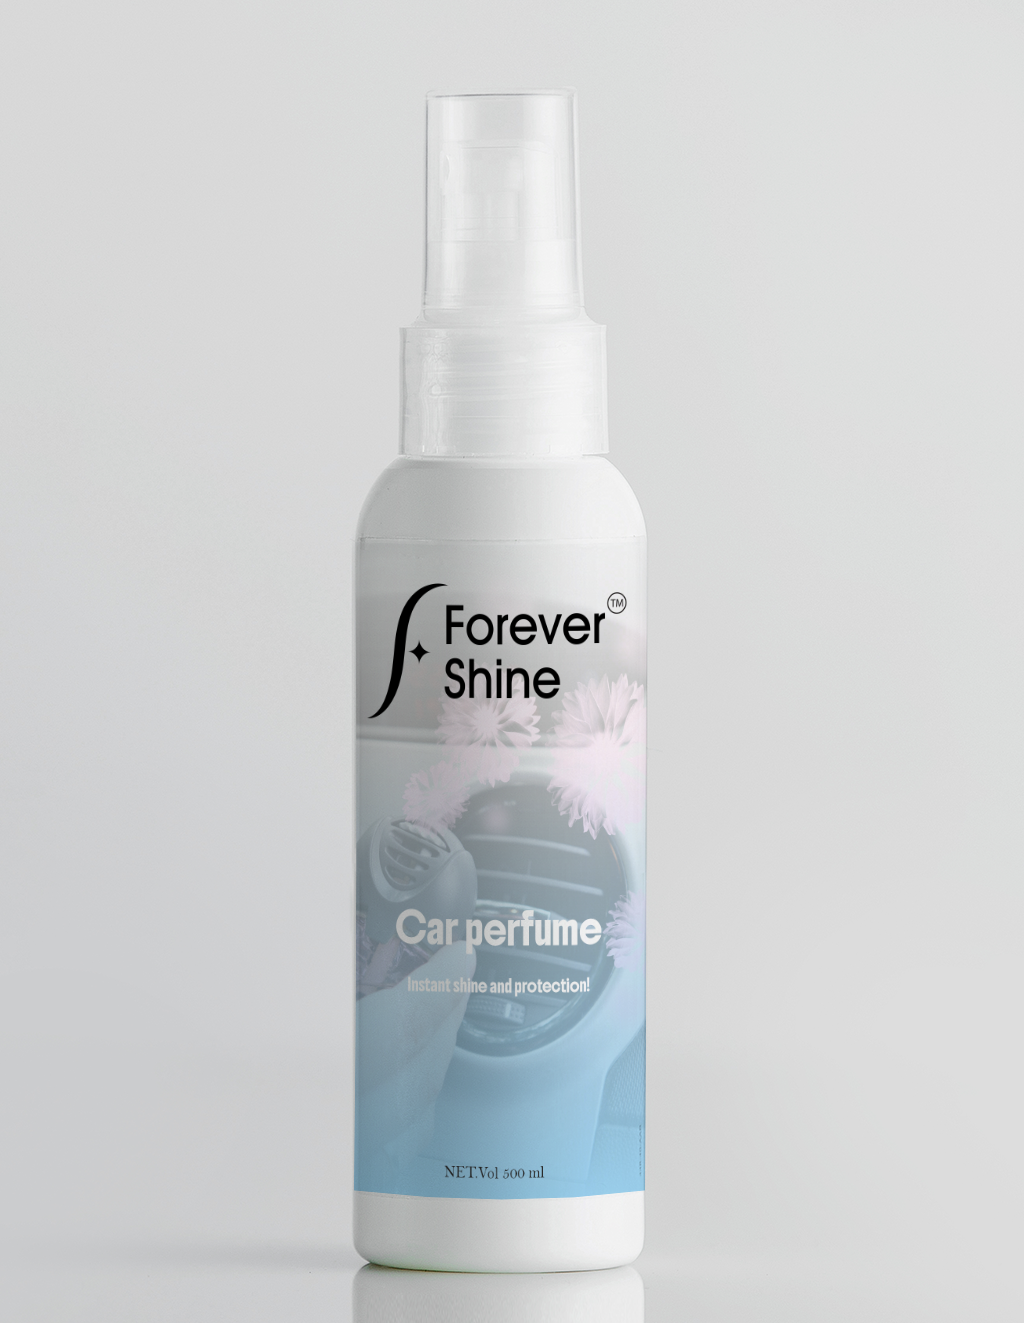 Forever ™
Shine
Car perfume
Instant shine and protection!
NET.Vol 500 ml